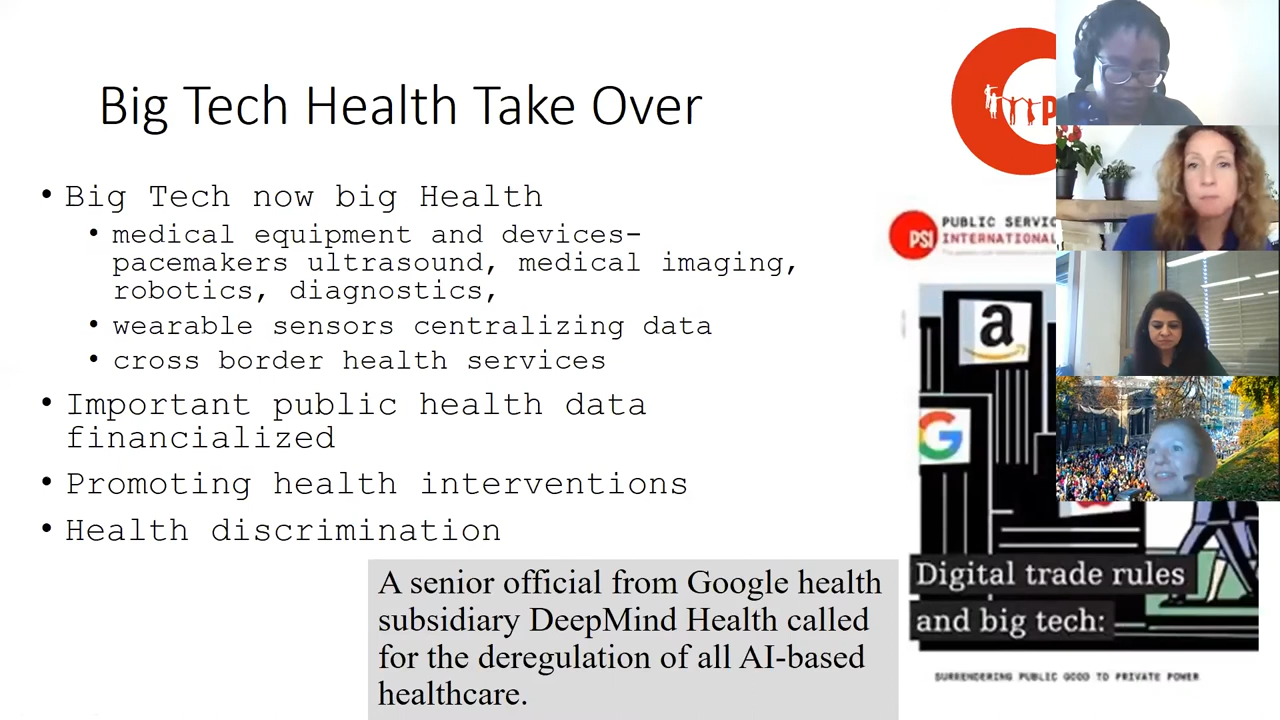 Big Tech Health Take Over
• Big Tech now big Health
• medical equipment and devices-
pacemakers ultrasound, medical imaging,
robotics, diagnostics,
• wearable sensors centralizing data
• cross border health services
• Important public health data
financialized
• Promoting health interventions
• Health discrimination
A senior official from Google health
subsidiary DeepMind Health called
for the deregulation of all AI-based
healthcare.
PSI
PUBLIC SERVIC
INTERNATIONAL
a
G
Digital trade rules
and big tech:
SURRENDERING PUBLIC GOOD TO PRIVATE POWER